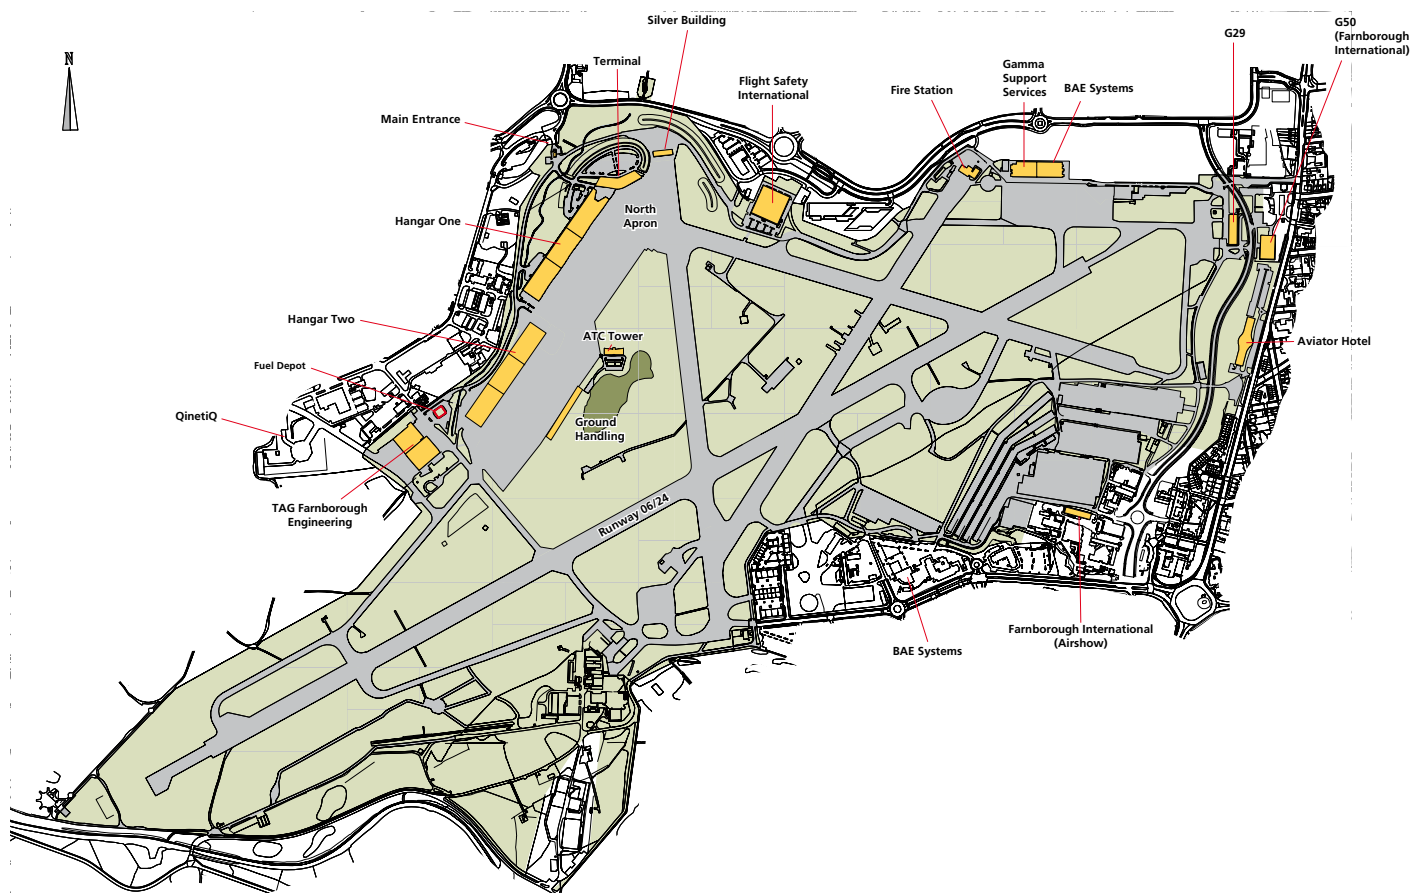 Silver Building
G50
(Farnborough
International)
G29
N
Terminal
Gamma
Support
Services
Flight Safety
International
Fire Station
BAE Systems
Main Entrance
North
Apron
Hangar One
Hangar Two
ATC Tower
Aviator Hotel
Fuel Depot
QinetiQ
Ground
Handling
TAG Farnborough
Engineering
Runway 06/24
Farnborough International
(Airshow)
BAE Systems